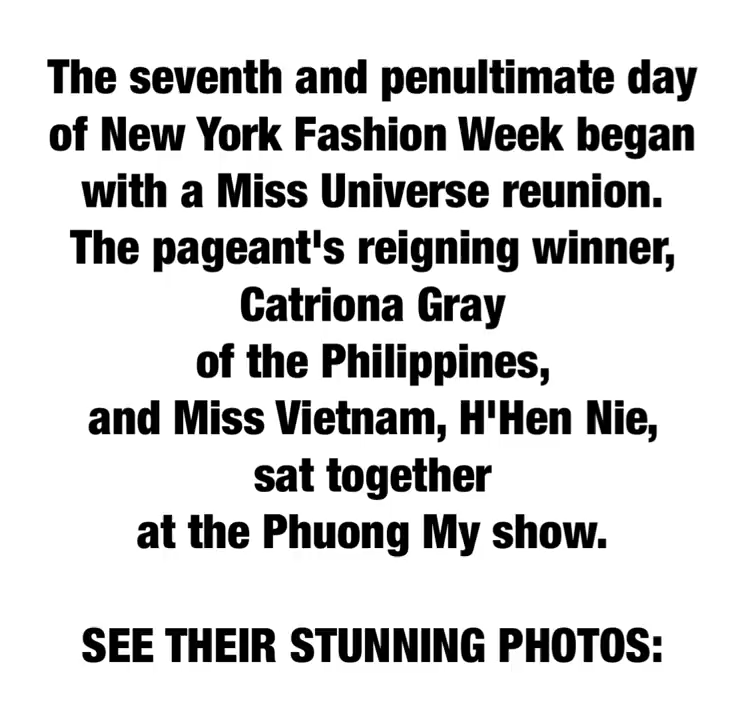 The seventh and penultimate day
of New York Fashion Week began
with a Miss Universe reunion.
The pageant's reigning winner,
Catriona Gray
of the Philippines,
and Miss Vietnam, H'Hen Nie,
sat together
at the Phuong My show.
SEE THEIR STUNNING PHOTOS: